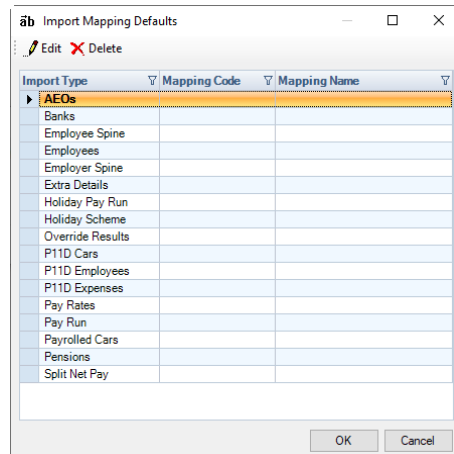 äb Import Mapping Defaults
Edit Delete
Import Type Mapping Code Mapping Name
AEOs
Banks
Employee Spine
Employees
Employer Spine
Extra Details
Holiday Pay Run
Holiday Scheme
Override Results
P11D Cars
P11D Employees
P11D Expenses
Pay Rates
Pay Run
Payrolled Cars
Pensions
Split Net Pay
OK Cancel